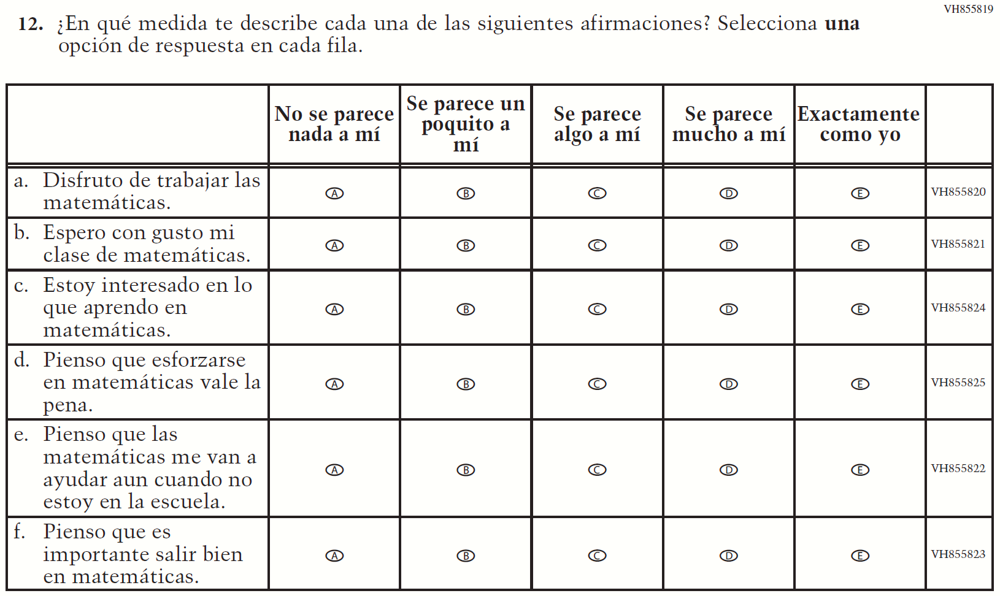 VH855819
12. ¿En qué medida te describe cada una de las siguientes afirmaciones? Selecciona una
opción de respuesta en cada fila.
No se parece
nada a mí
Se parece un
poquito a
mí
Se parece
algo a mí
Se parece
mucho a mí
Exactamente
como yo
a. Disfruto de trabajar las
matemáticas.
A B C D E VH855820
b. Espero con gusto mi
clase de matemáticas.
A B C D E VH855821
c. Estoy interesado en lo
que aprendo en
matemáticas.
A B C D E VH855824
d. Pienso que esforzarse
en matemáticas vale la
pena.
A B C D E VH855825
e. Pienso que las
matemáticas me van a
ayudar aun cuando no
estoy en la escuela.
A B C D E VH855822
f. Pienso que es
importante salir bien
en matemáticas.
A B C D E VH855823